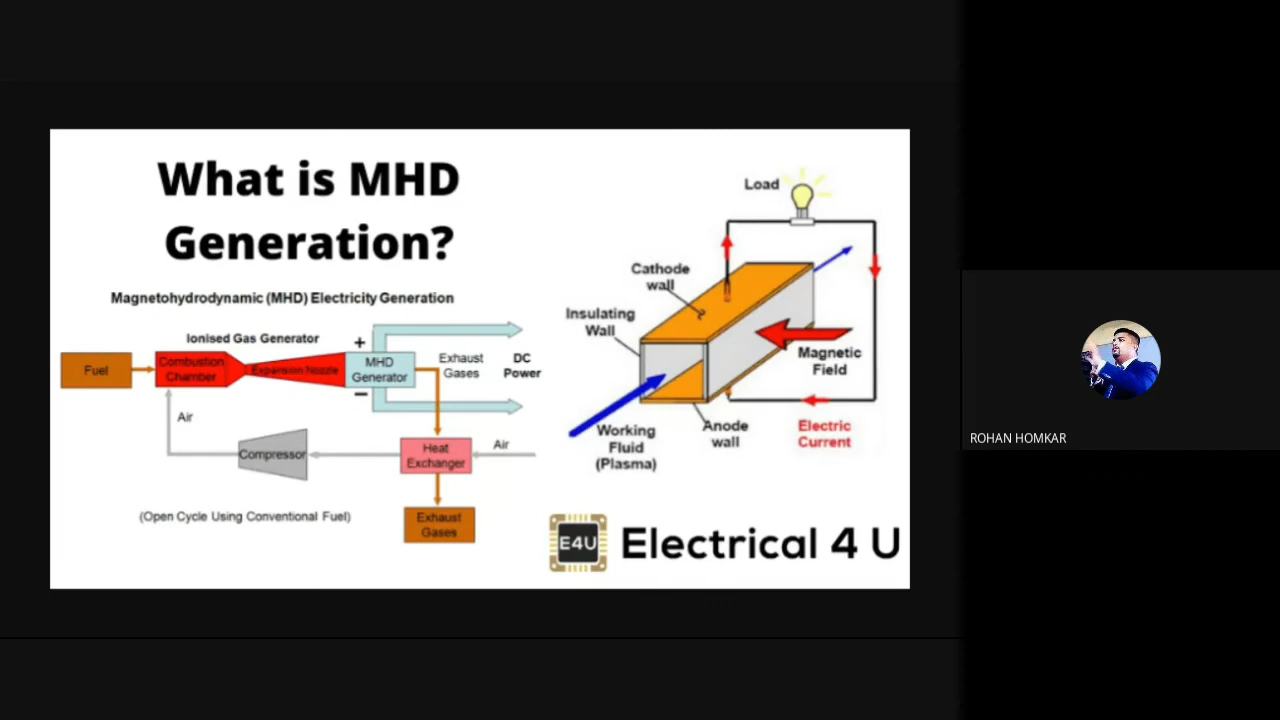 What is MHD
Generation?
Magnetohydrodynamic (MHD) Electricity Generation
Ionised Gas Generator
Fuel
Combustion
Chamber
Expansion Nozzle
+
MHD
Generator
−
Exhaust
Gases
DC
Power
Air
Compressor
Heat
Exchanger
Air
Exhaust
Gases
(Open Cycle Using Conventional Fuel)
Load
Cathode
wall
Insulating
Wall
Magnetic
Field
Working
Fluid
(Plasma)
Anode
wall
Electric
Current
E4U
Electrical 4 U
ROHAN HOMKAR